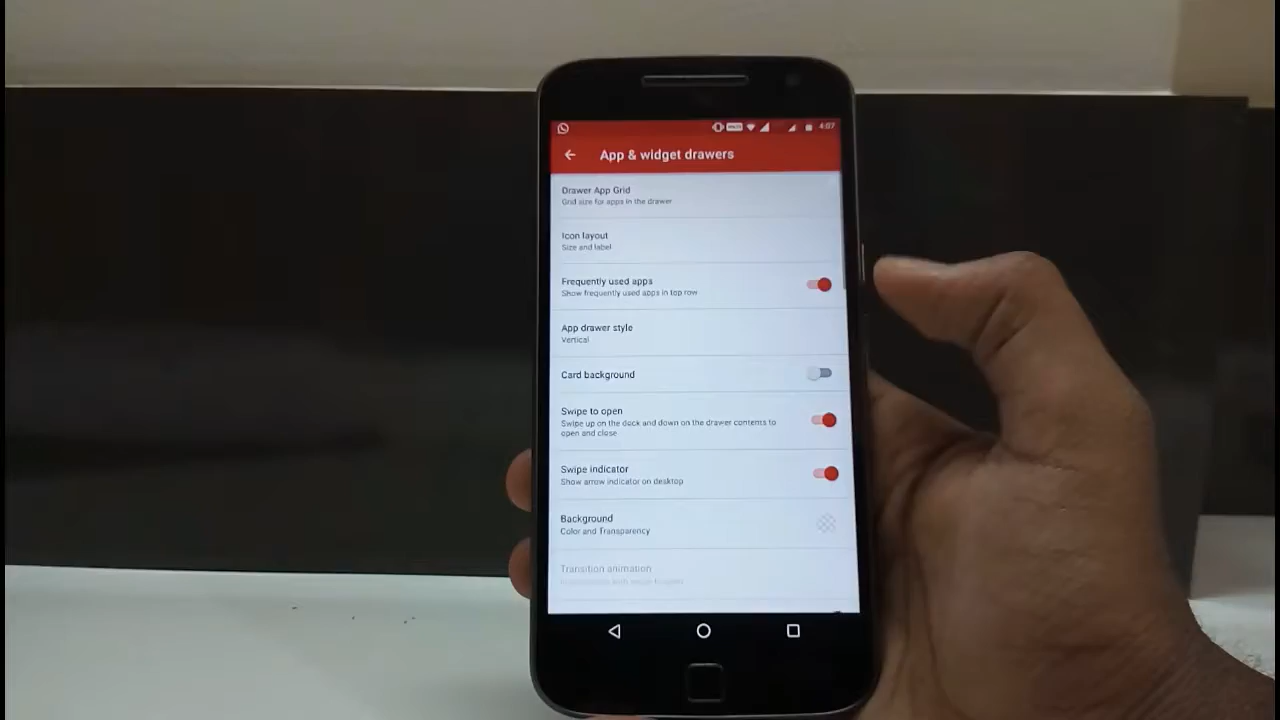 4:07
App & widget drawers
Drawer App Grid
Grid size for apps in the drawer
Icon layout
Size and label
Frequently used apps
Show frequently used apps in top row
App drawer style
Vertical
Card background
Swipe to open
Swipe up on the dock and down on the drawer contents to
open and close
Swipe indicator
Show arrow indicator on desktop
Background
Color and Transparency
Transition animation